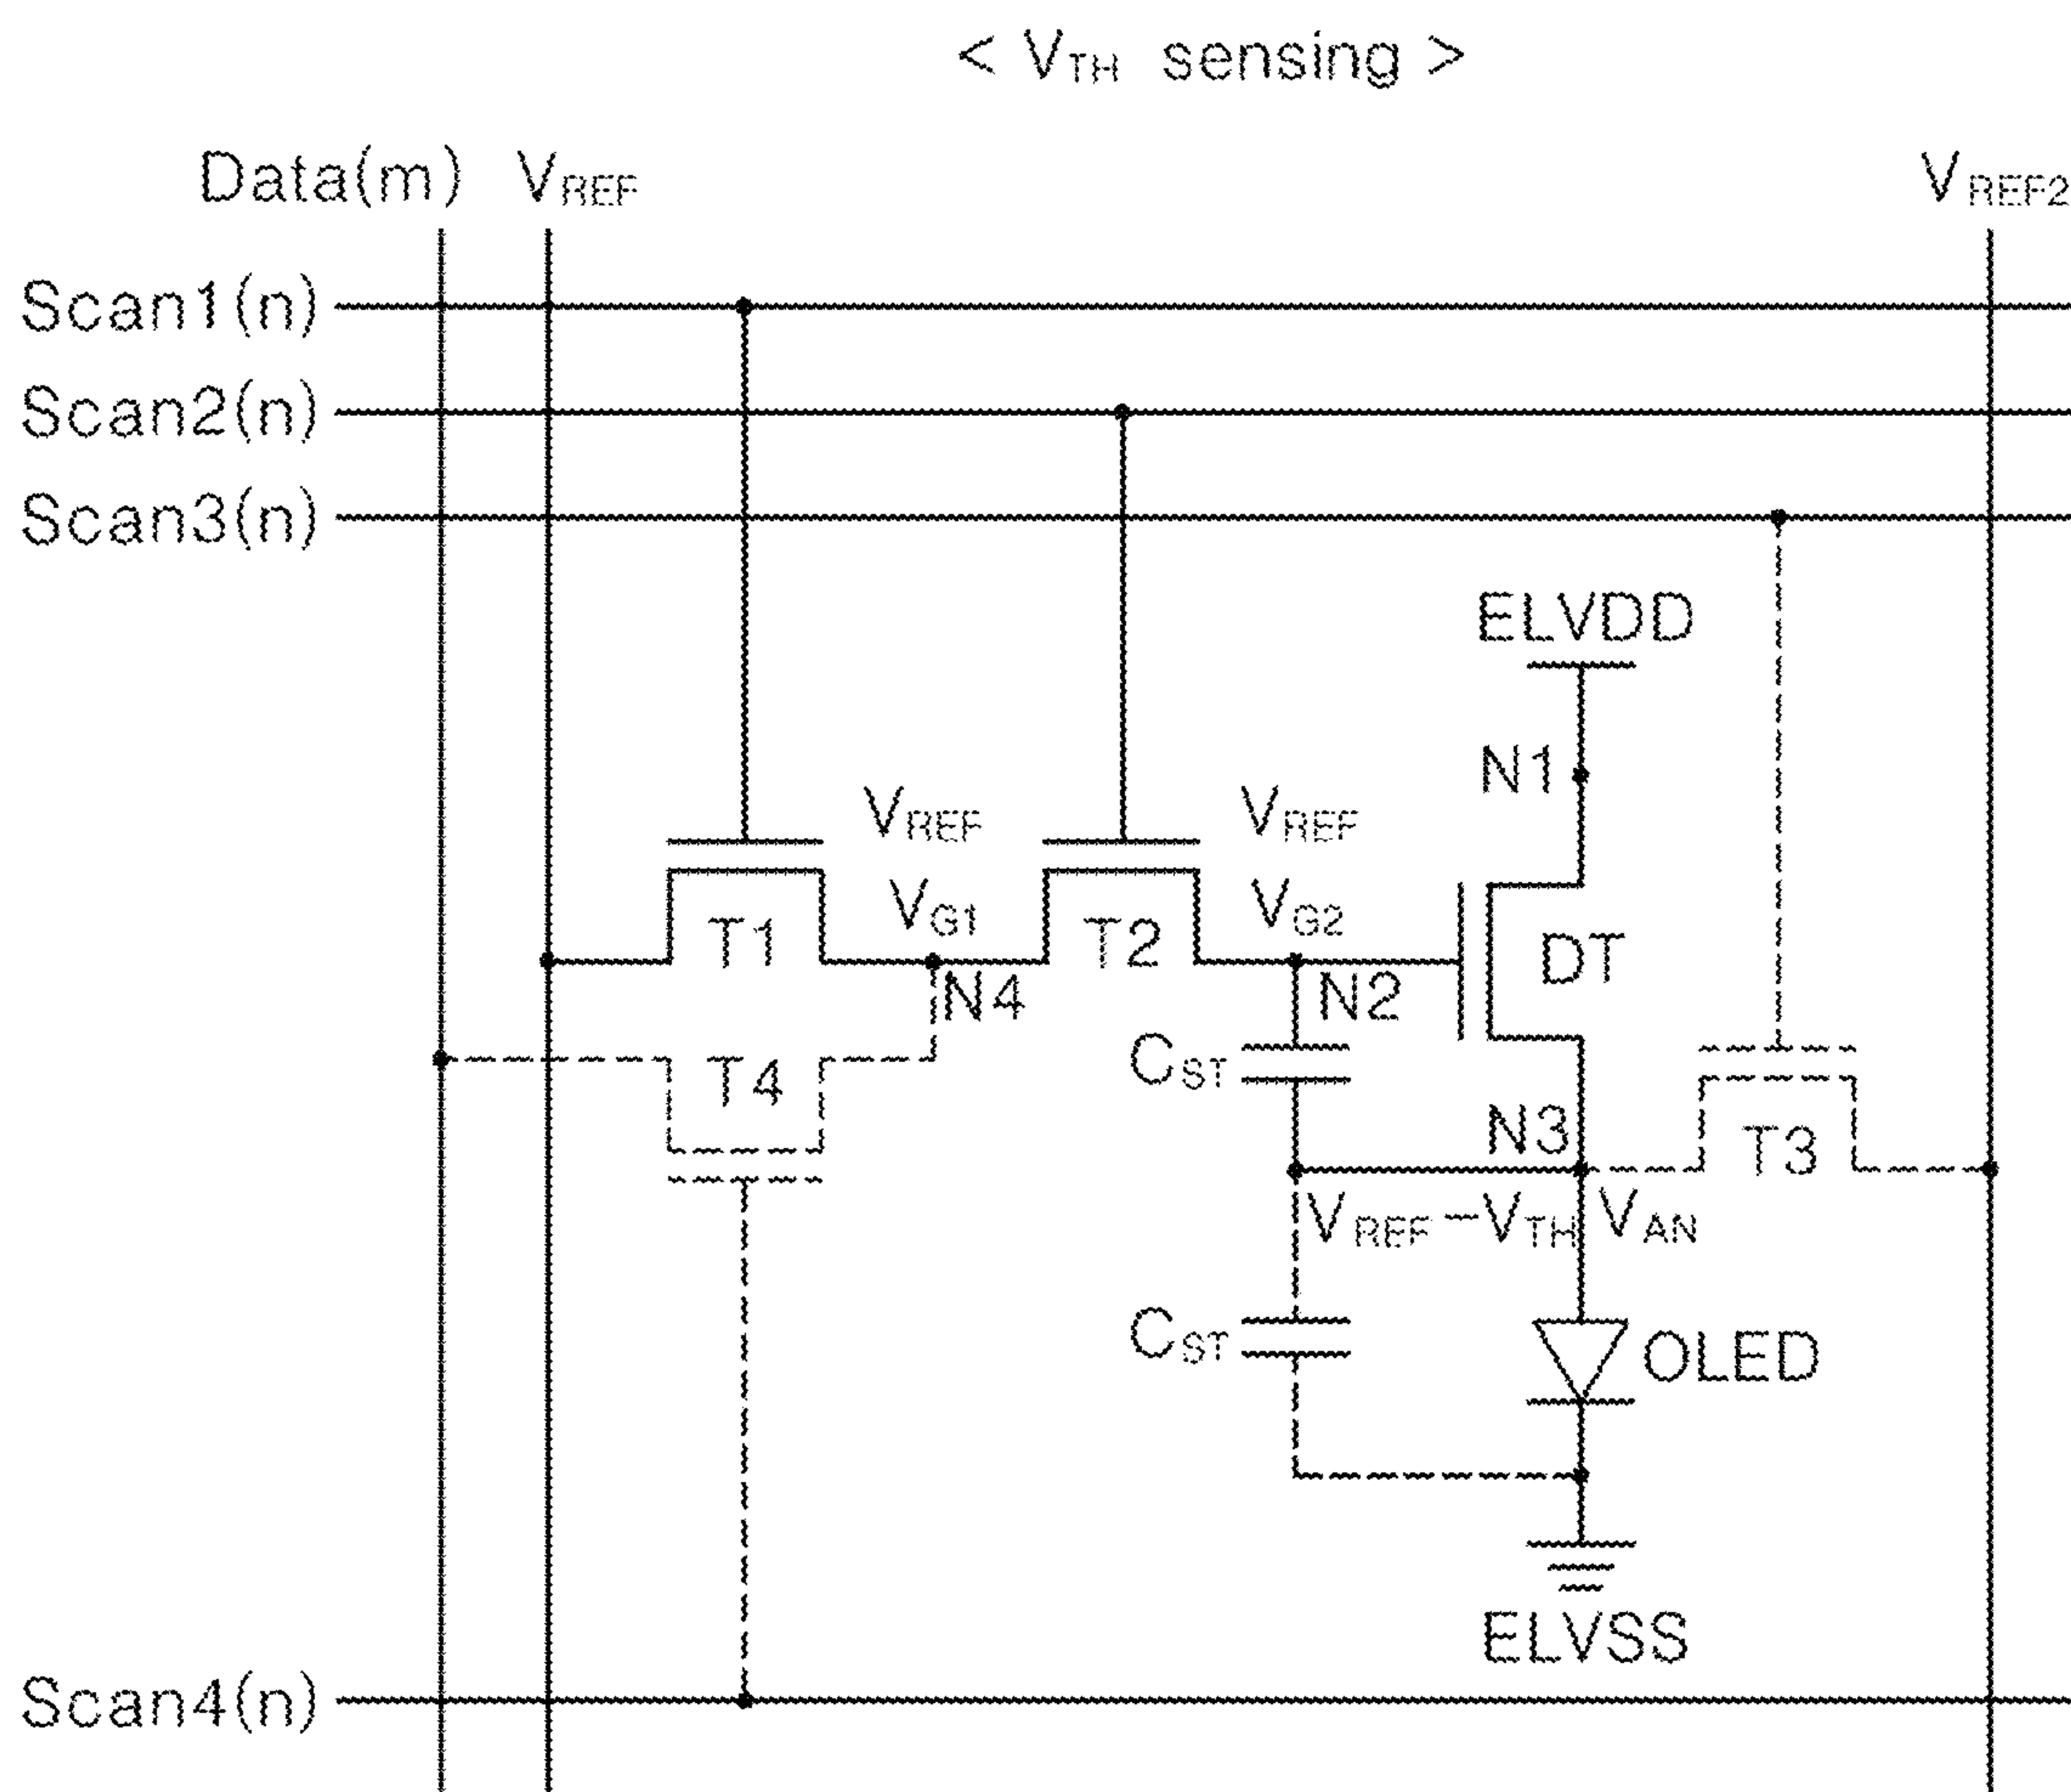 < VTH sensing >
Data(m) VREF VREF2
Scan1(n)
Scan2(n)
Scan3(n)
ELVDD
N1
VREF VREF
VG1 VG2
T1 T2 DT
N4 N2
CST
T4
N3
T3
VREF-VTH VAN
CST OLED
ELVSS
Scan4(n)